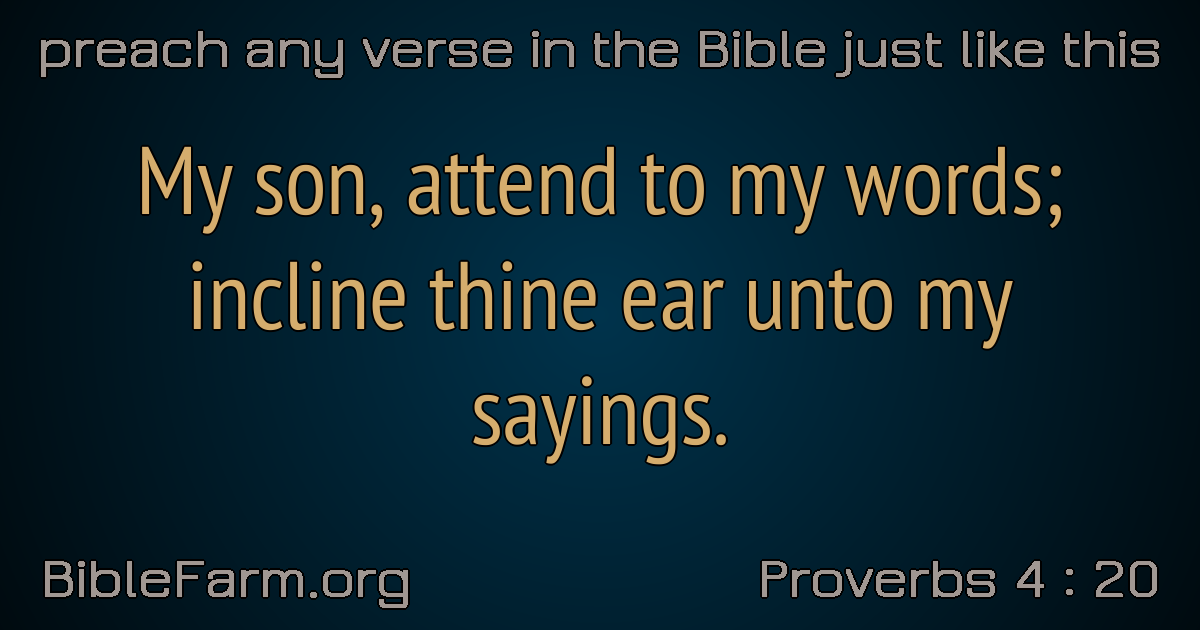 preach any verse in the Bible just like this
My son, attend to my words;
incline thine ear unto my
sayings.
BibleFarm.org
Proverbs 4 : 20